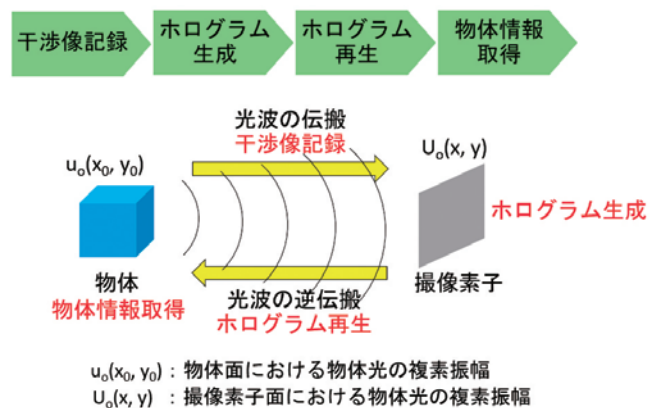 干渉像記録
ホログラム
生成
ホログラム
再生
物体情報
取得
光波の伝搬
干渉像記録
u₀(x₀, y₀)
U₀(x, y)
ホログラム生成
物体
物体情報取得
光波の逆伝搬
ホログラム再生
撮像素子
u₀(x₀, y₀) : 物体面における物体光の複素振幅
U₀(x, y) : 撮像素子面における物体光の複素振幅